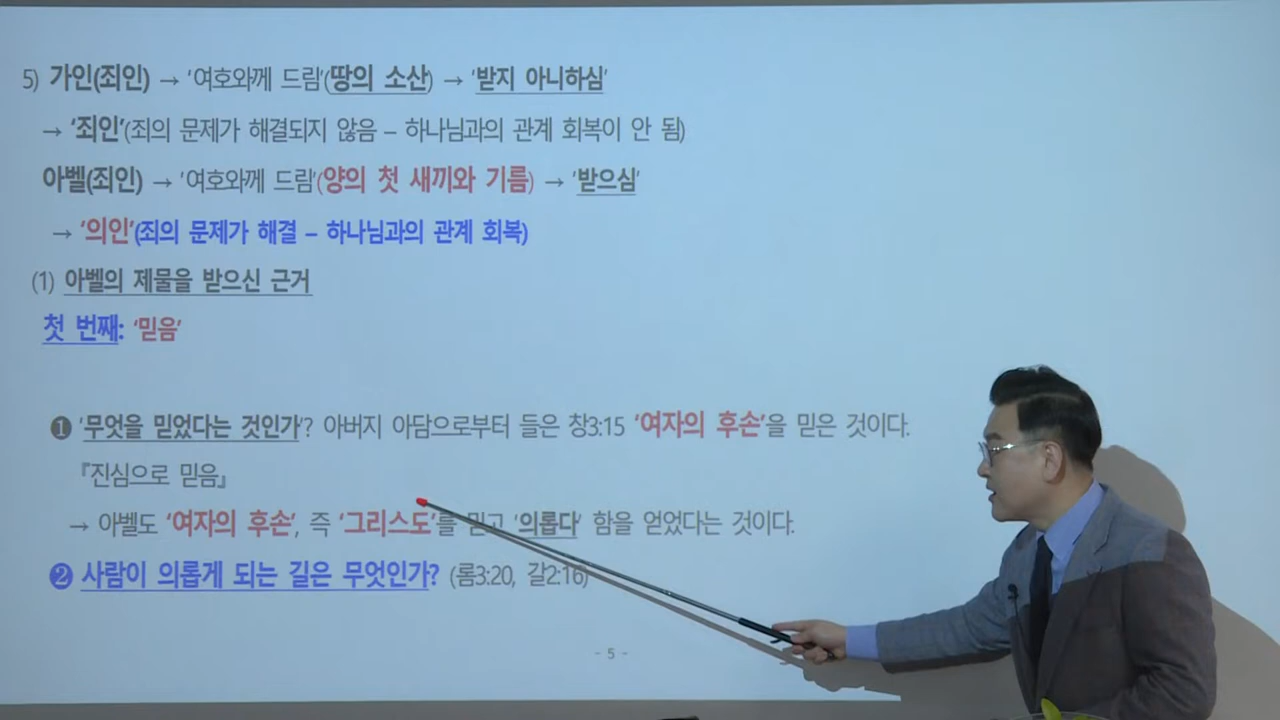 5) 가인(죄인) → '여호와께 드림'(땅의 소산) → '받지 아니하심'
→ '죄인'(죄의 문제가 해결되지 않음 – 하나님과의 관계 회복이 안 됨)
아벨(죄인) → '여호와께 드림'(양의 첫 새끼와 기름) → '받으심'
→ '의인'(죄의 문제가 해결 – 하나님과의 관계 회복)
(1) 아벨의 제물을 받으신 근거
첫 번째: '믿음'
❶ '무엇을 믿었다는 것인가'? 아버지 아담으로부터 들은 창3:15 '여자의 후손'을 믿은 것이다.
『진심으로 믿음』
→ 아벨도 '여자의 후손', 즉 '그리스도'를 믿고 '의롭다' 함을 얻었다는 것이다.
❷ 사람이 의롭게 되는 길은 무엇인가? (롬3:20, 갈2:16)
- 5 -